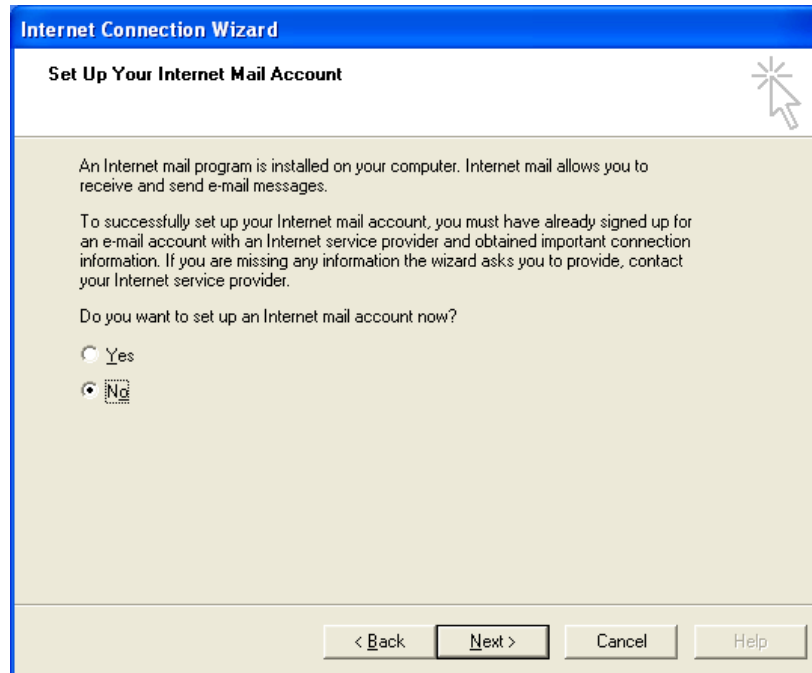 Internet Connection Wizard
Set Up Your Internet Mail Account
An Internet mail program is installed on your computer. Internet mail allows you to
receive and send e-mail messages.
To successfully set up your Internet mail account, you must have already signed up for
an e-mail account with an Internet service provider and obtained important connection
information. If you are missing any information the wizard asks you to provide, contact
your Internet service provider.
Do you want to set up an Internet mail account now?
Yes
No
< Back Next > Cancel Help